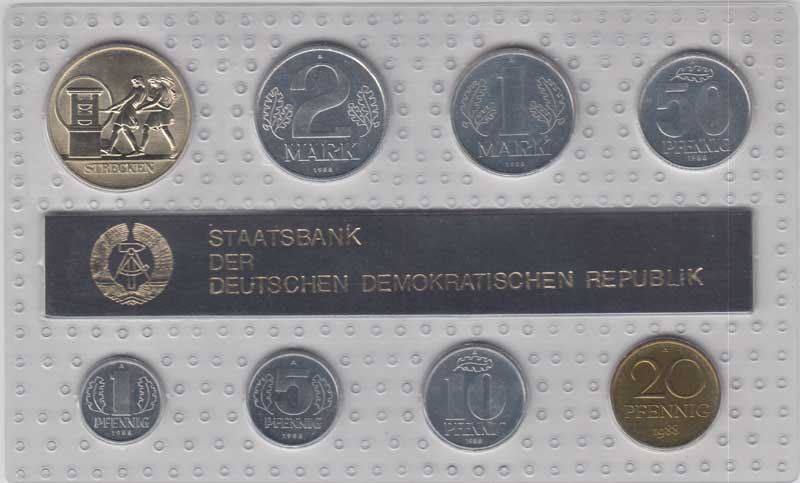 STRECKEN
A
2
MARK
1988
A
1
MARK
1988
50
PFENNIG
1988
STAATSBANK
DER
DEUTSCHEN DEMOKRATISCHEN REPUBLIK
A
1
PFENNIG
1988
A
5
PFENNIG
1988
10
PFENNIG
1988
A
20
PFENNIG
1988